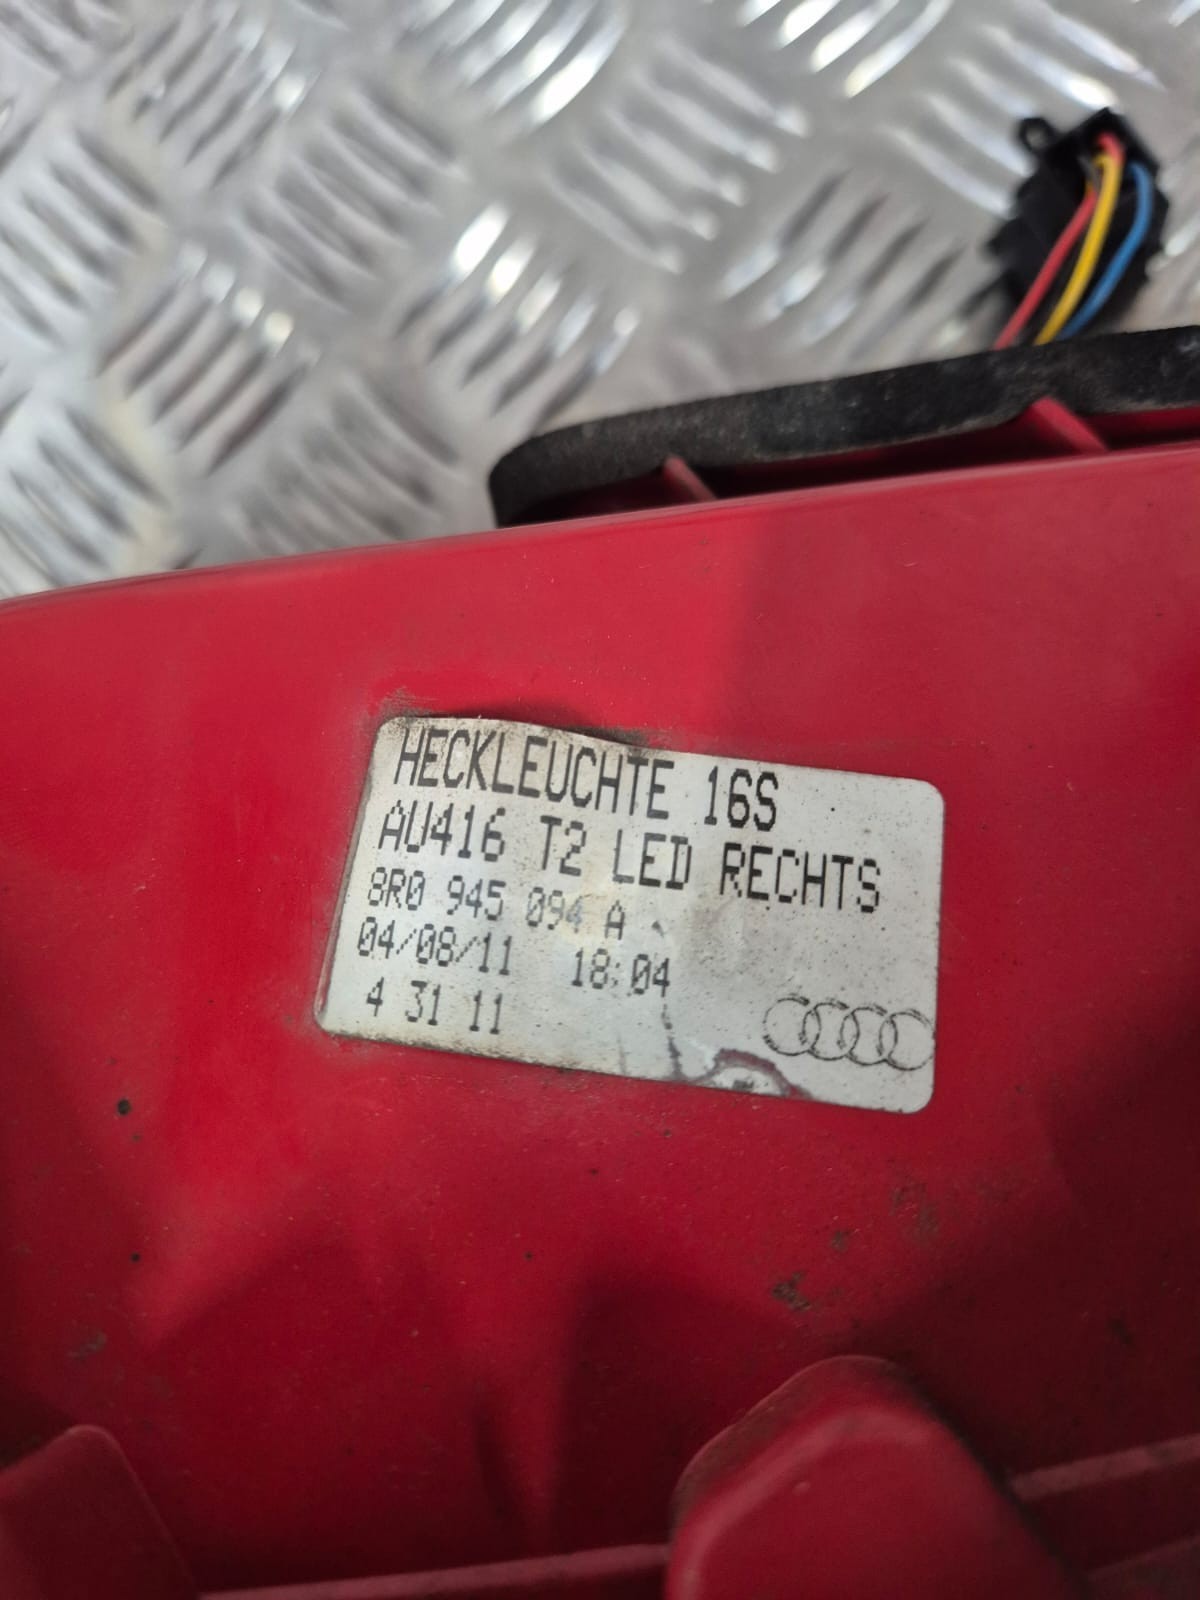 HECKLEUCHTE 16S
AU416 T2 LED RECHTS
8R0 945 094 A
04/08/11 18:04
4 31 11